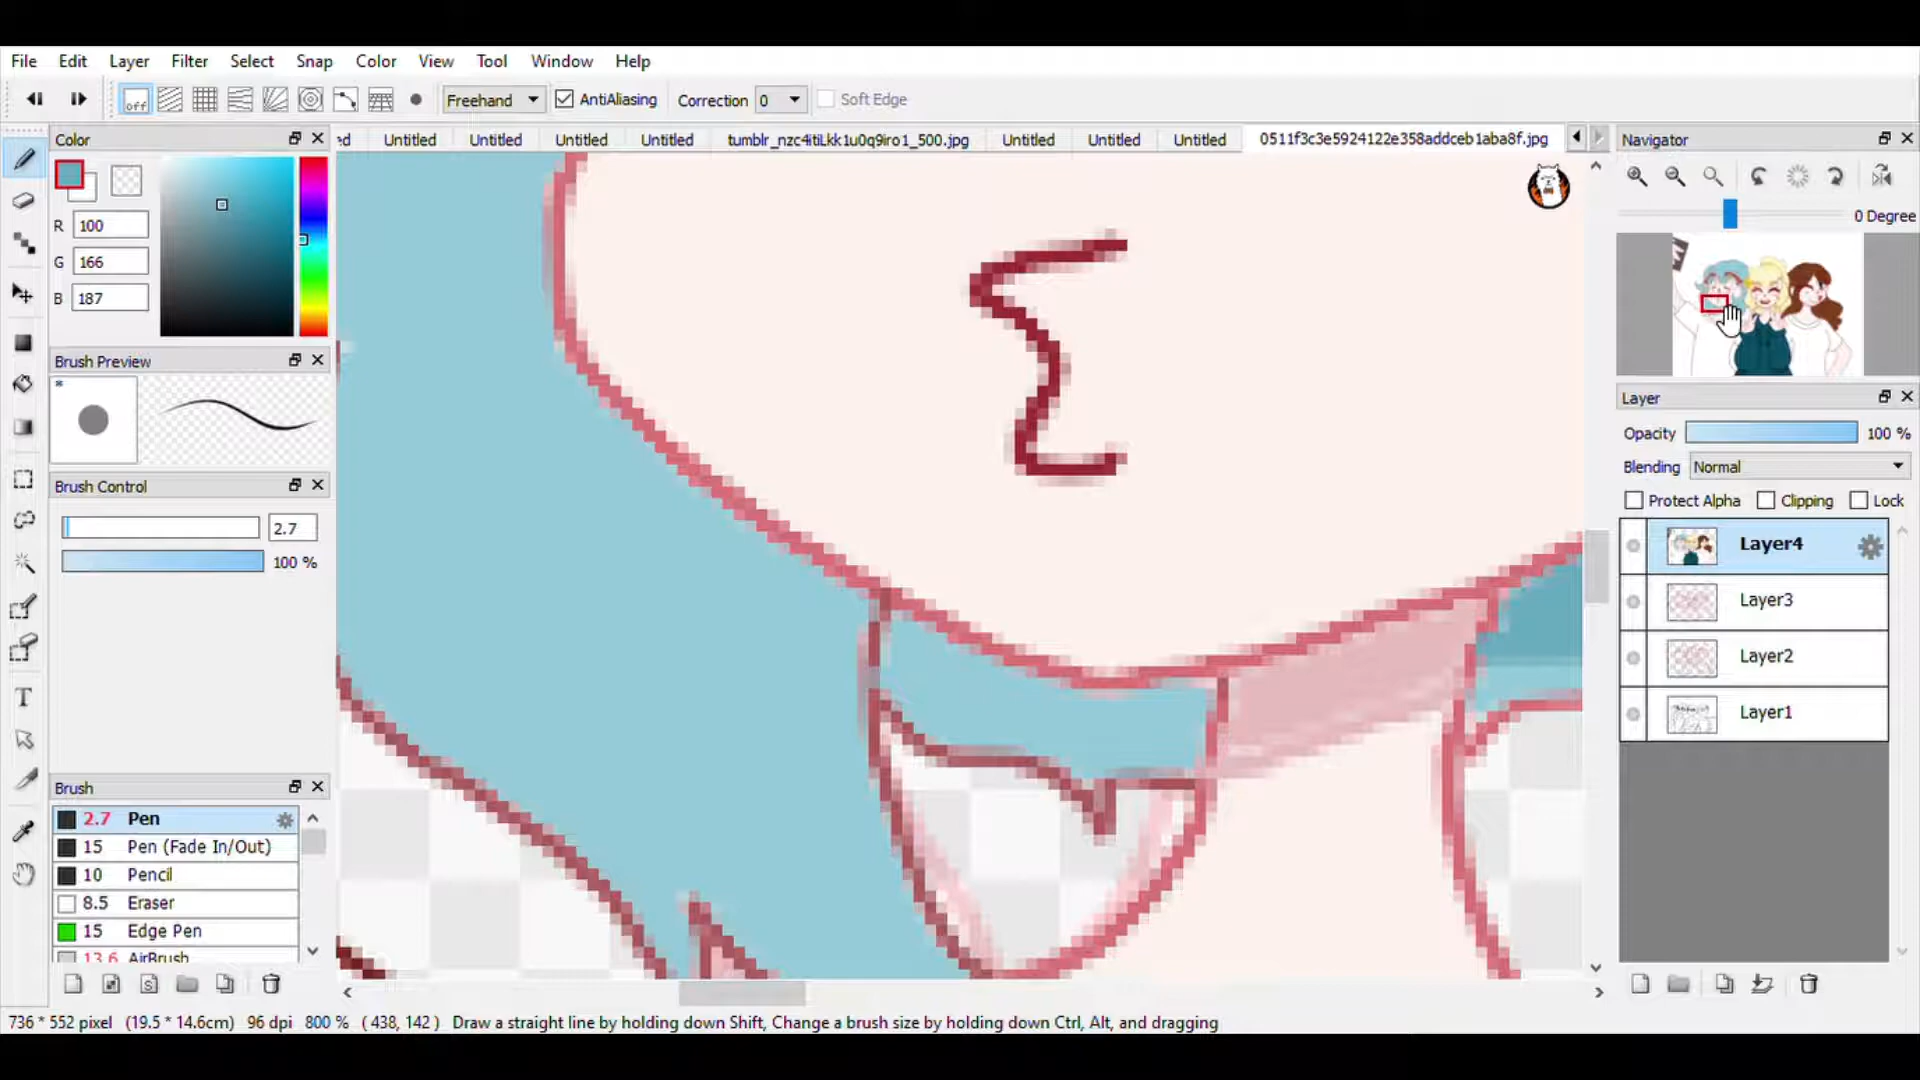 File Edit Layer Filter Select Snap Color View Tool Window Help
off Freehand AntiAliasing Correction 0 Soft Edge
Color
ed Untitled Untitled Untitled Untitled tumblr_nzc4itiLkk1u0q9iro1_500.jpg Untitled Untitled Untitled 0511f3c3e5924122e358addceb1aba8f.jpg
Navigator
R 100
G 166
B 187
0 Degree
Brush Preview
*
Layer
Opacity 100 %
Blending Normal
Protect Alpha Clipping Lock
Brush Control
2.7
100 %
Layer4
Layer3
Layer2
Layer1
Brush
2.7 Pen
15 Pen (Fade In/Out)
10 Pencil
8.5 Eraser
15 Edge Pen
13.6 AirBrush
736 * 552 pixel (19.5 * 14.6cm) 96 dpi 800 % ( 438, 142 ) Draw a straight line by holding down Shift, Change a brush size by holding down Ctrl, Alt, and dragging